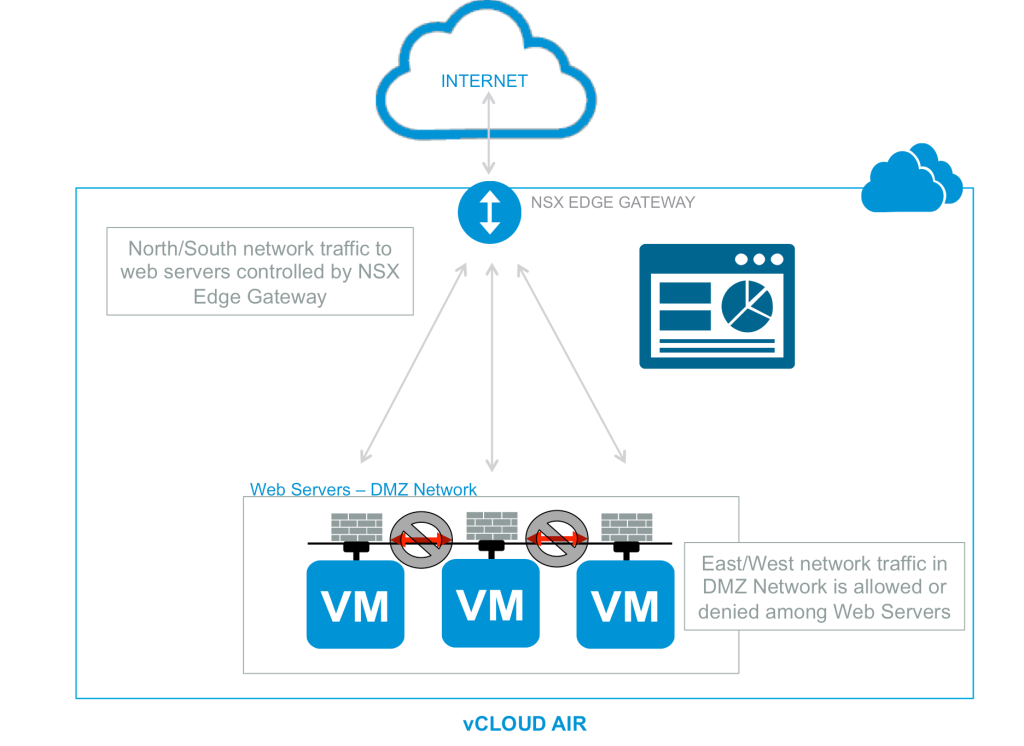 INTERNET
NSX EDGE GATEWAY
North/South network traffic to
web servers controlled by NSX
Edge Gateway
Web Servers – DMZ Network
VM
VM
VM
East/West network traffic in
DMZ Network is allowed or
denied among Web Servers
vCLOUD AIR